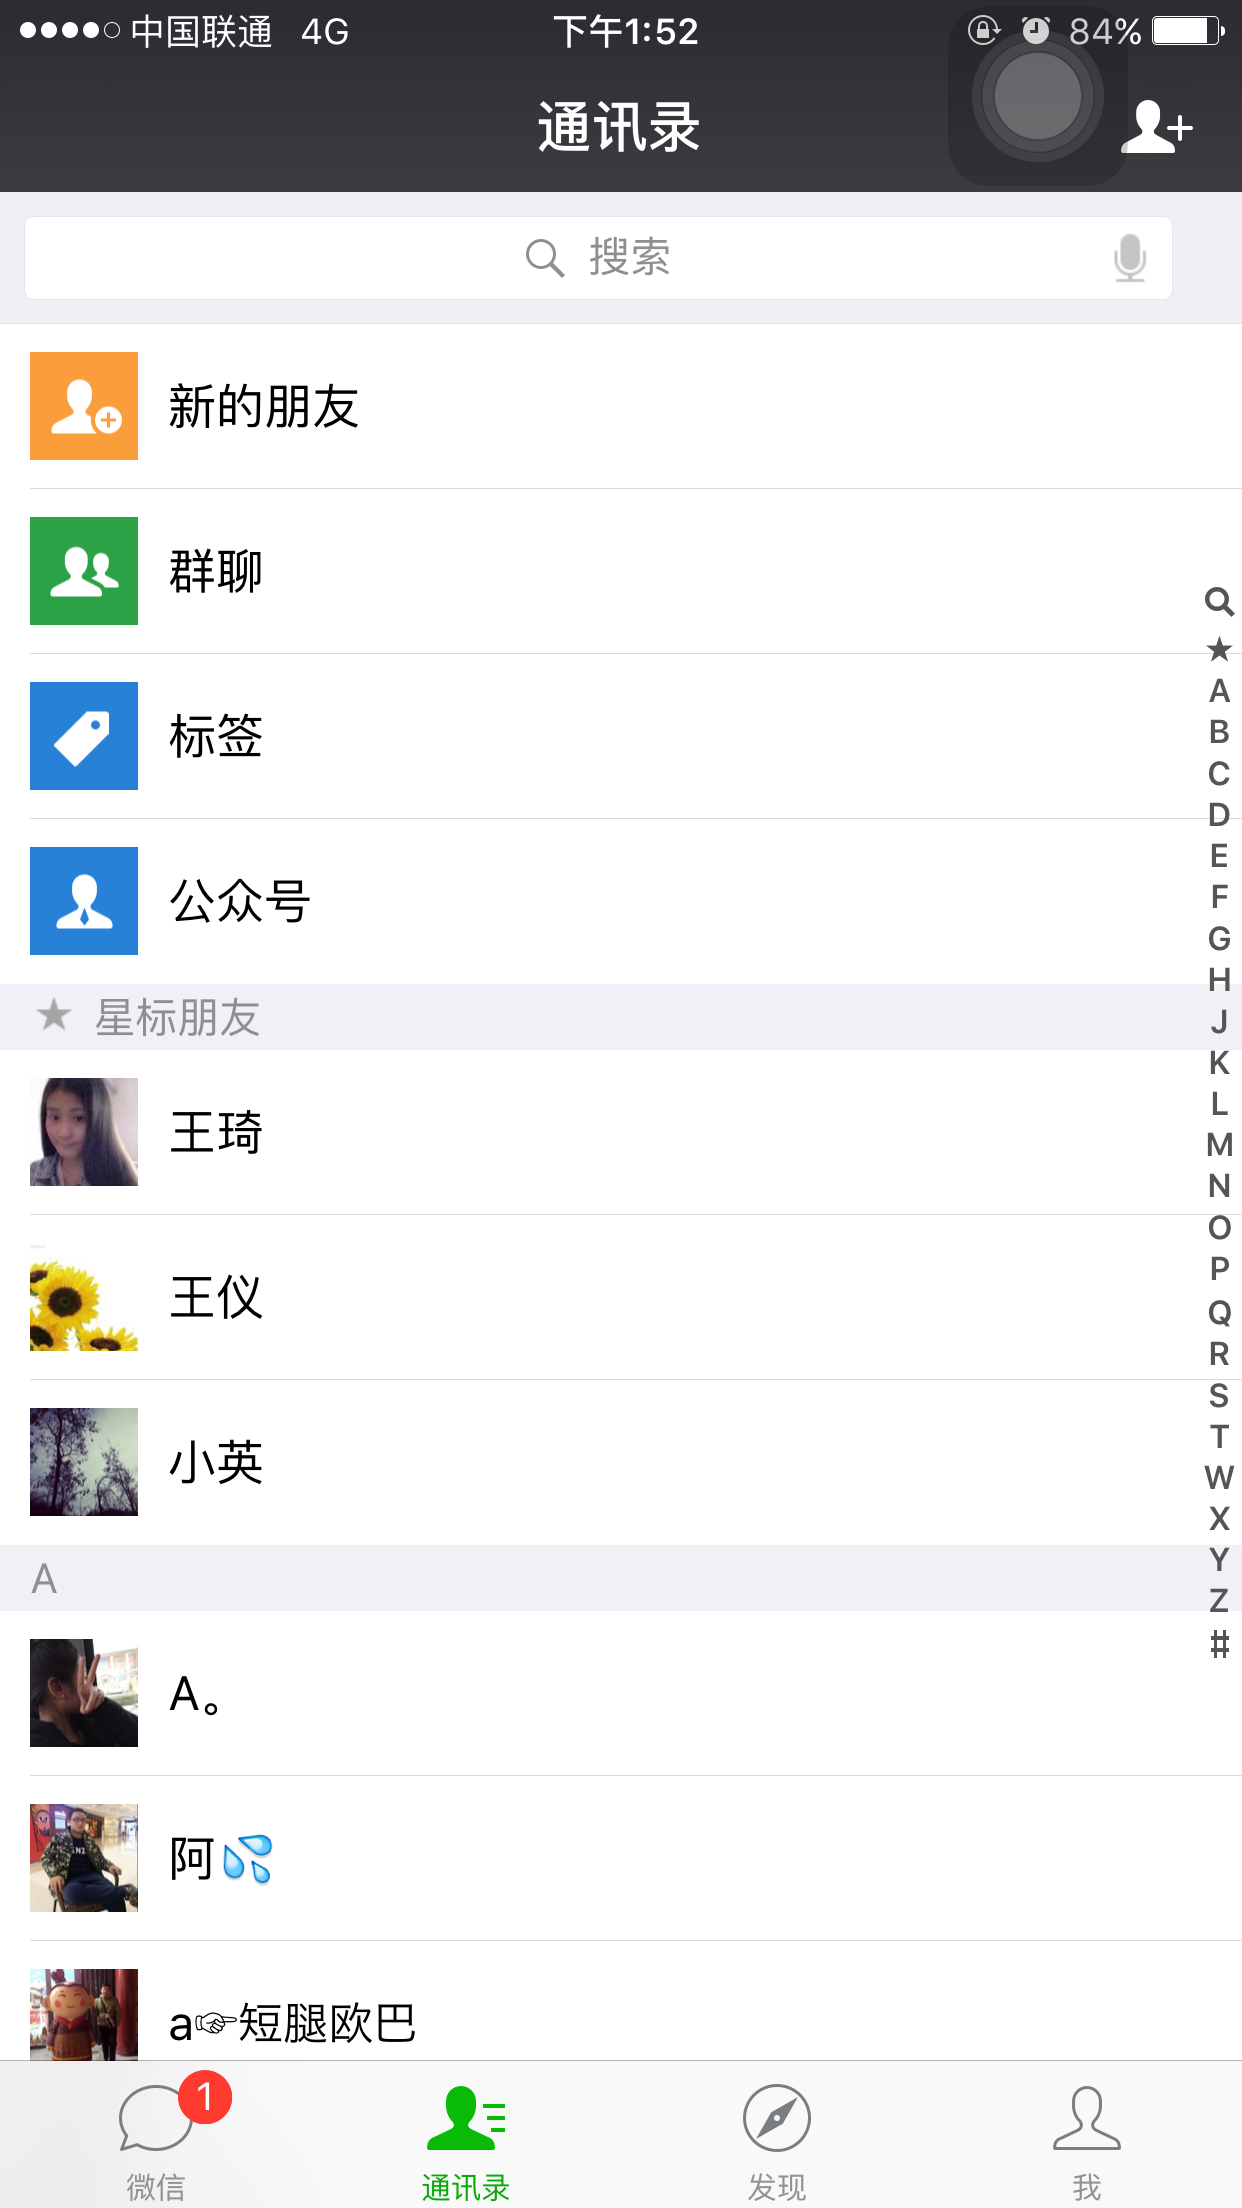 中国联通 4G 下午1:52 84%
通讯录
搜索
新的朋友
群聊
标签
公众号
★ 星标朋友
王琦
王仪
小英
A
A。
阿💦
a☞短腿欧巴
★
A
B
C
D
E
F
G
H
J
K
L
M
N
O
P
Q
R
S
T
W
X
Y
Z
#
1
微信 通讯录 发现 我